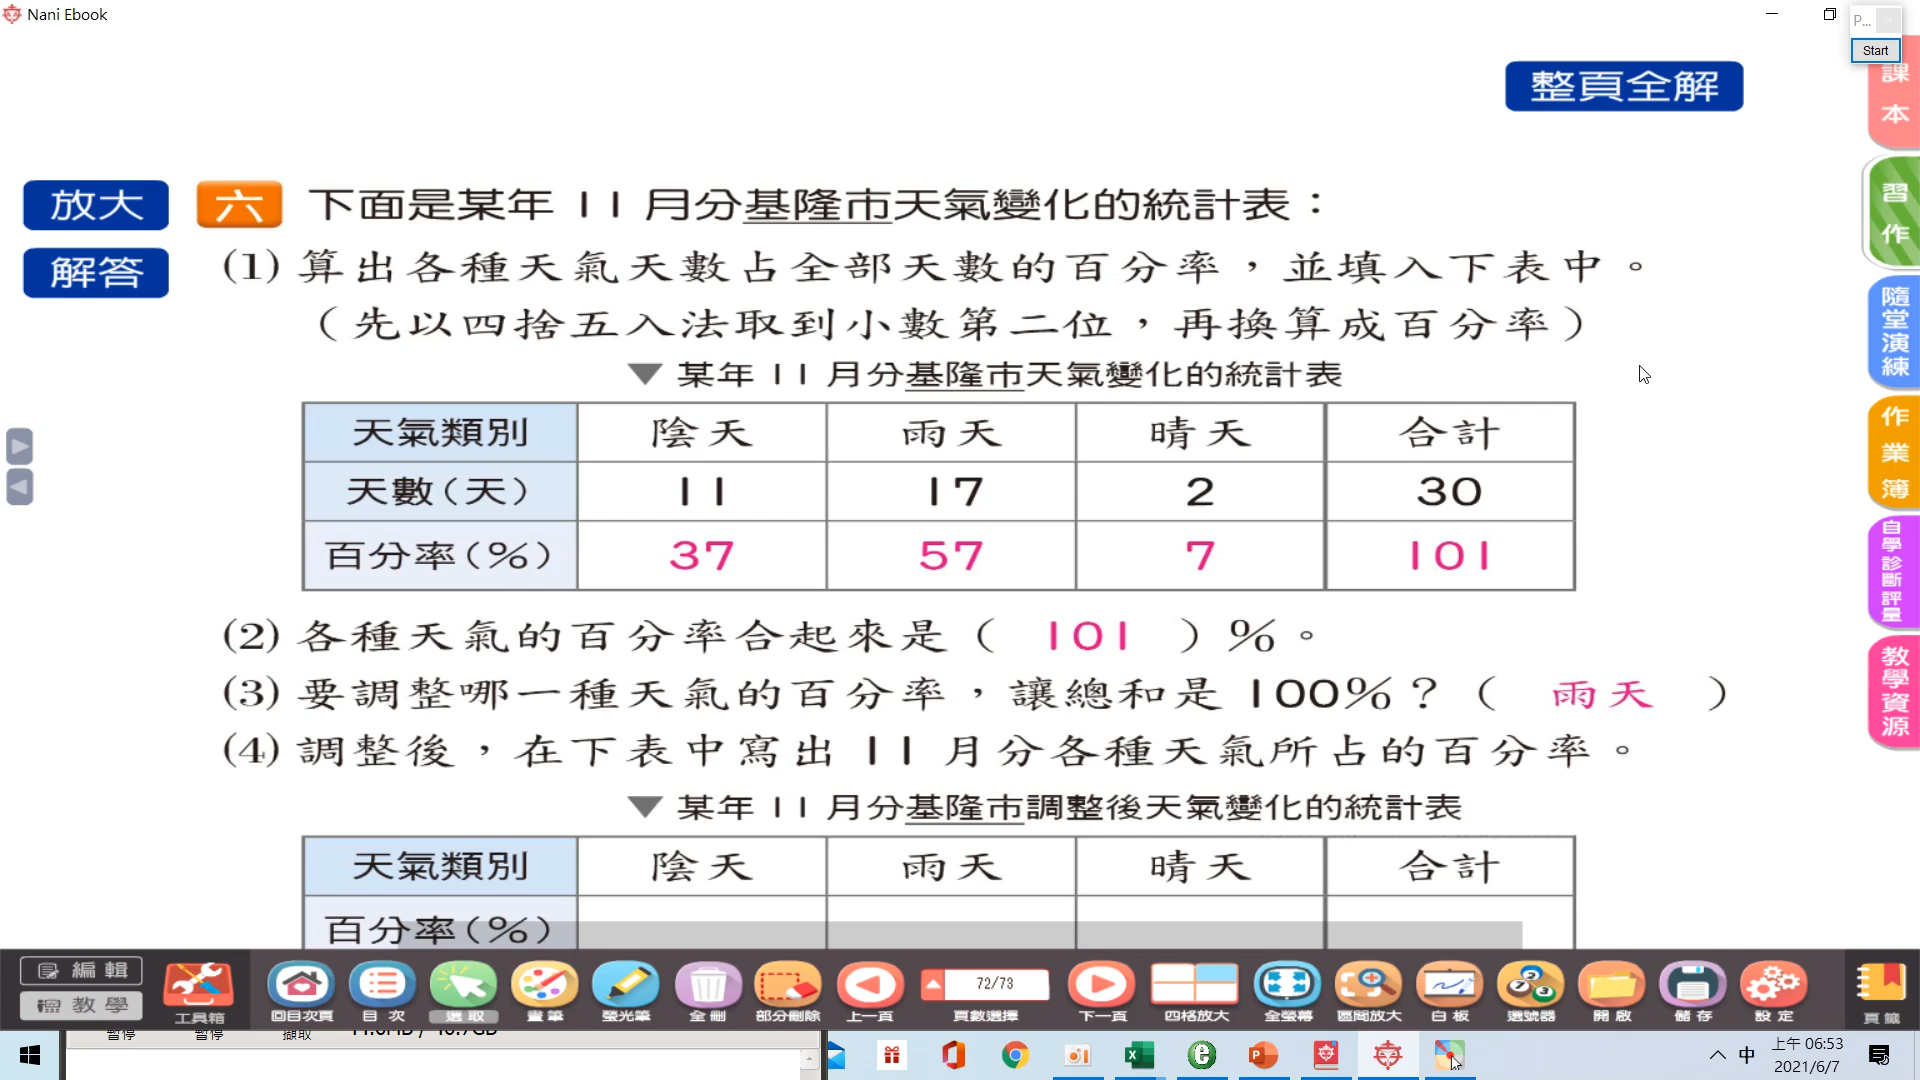 Nani Ebook
P...
Start
整頁全解
課本
放大
六 下面是某年 11 月分基隆市天氣變化的統計表：
習作
解答
(1) 算出各種天氣天數占全部天數的百分率，並填入下表中。
（先以四捨五入法取到小數第二位，再換算成百分率）
隨堂演練
▼ 某年 11 月分基隆市天氣變化的統計表
天氣類別 陰天 雨天 晴天 合計
天數(天) 11 17 2 30
百分率(%) 37 57 7 101
作業簿
自學診斷評量
(2) 各種天氣的百分率合起來是（ 101 ）%。
(3) 要調整哪一種天氣的百分率，讓總和是 100%？（ 雨天 ）
教學資源
(4) 調整後，在下表中寫出 11 月分各種天氣所占的百分率。
▼ 某年 11 月分基隆市調整後天氣變化的統計表
天氣類別 陰天 雨天 晴天 合計
百分率(%)
編輯
教學
72/73
2 7 3
工具箱 回目次頁 目次 選取 畫筆 螢光筆 全刪 部分刪除 上一頁 頁數選擇 下一頁 四格放大 全螢幕 區間放大 白板 選號器 開啟 儲存 設定 頁籤
暫停 暫停 擷取
中
上午 06:53
2021/6/7